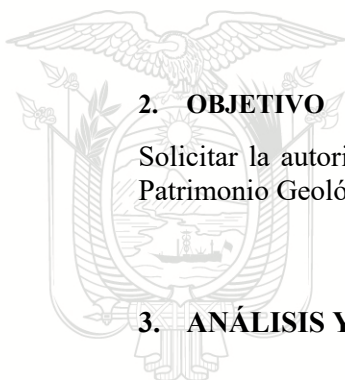 2. OBJETIVO
Solicitar la autori
Patrimonio Geoló
3. ANÁLISIS Y